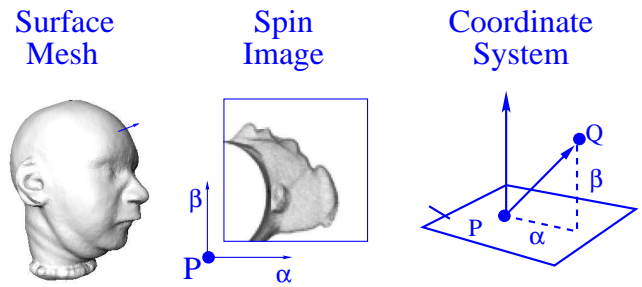 Surface
Mesh
Spin
Image
Coordinate
System
β
P
α
Q
β
P
α